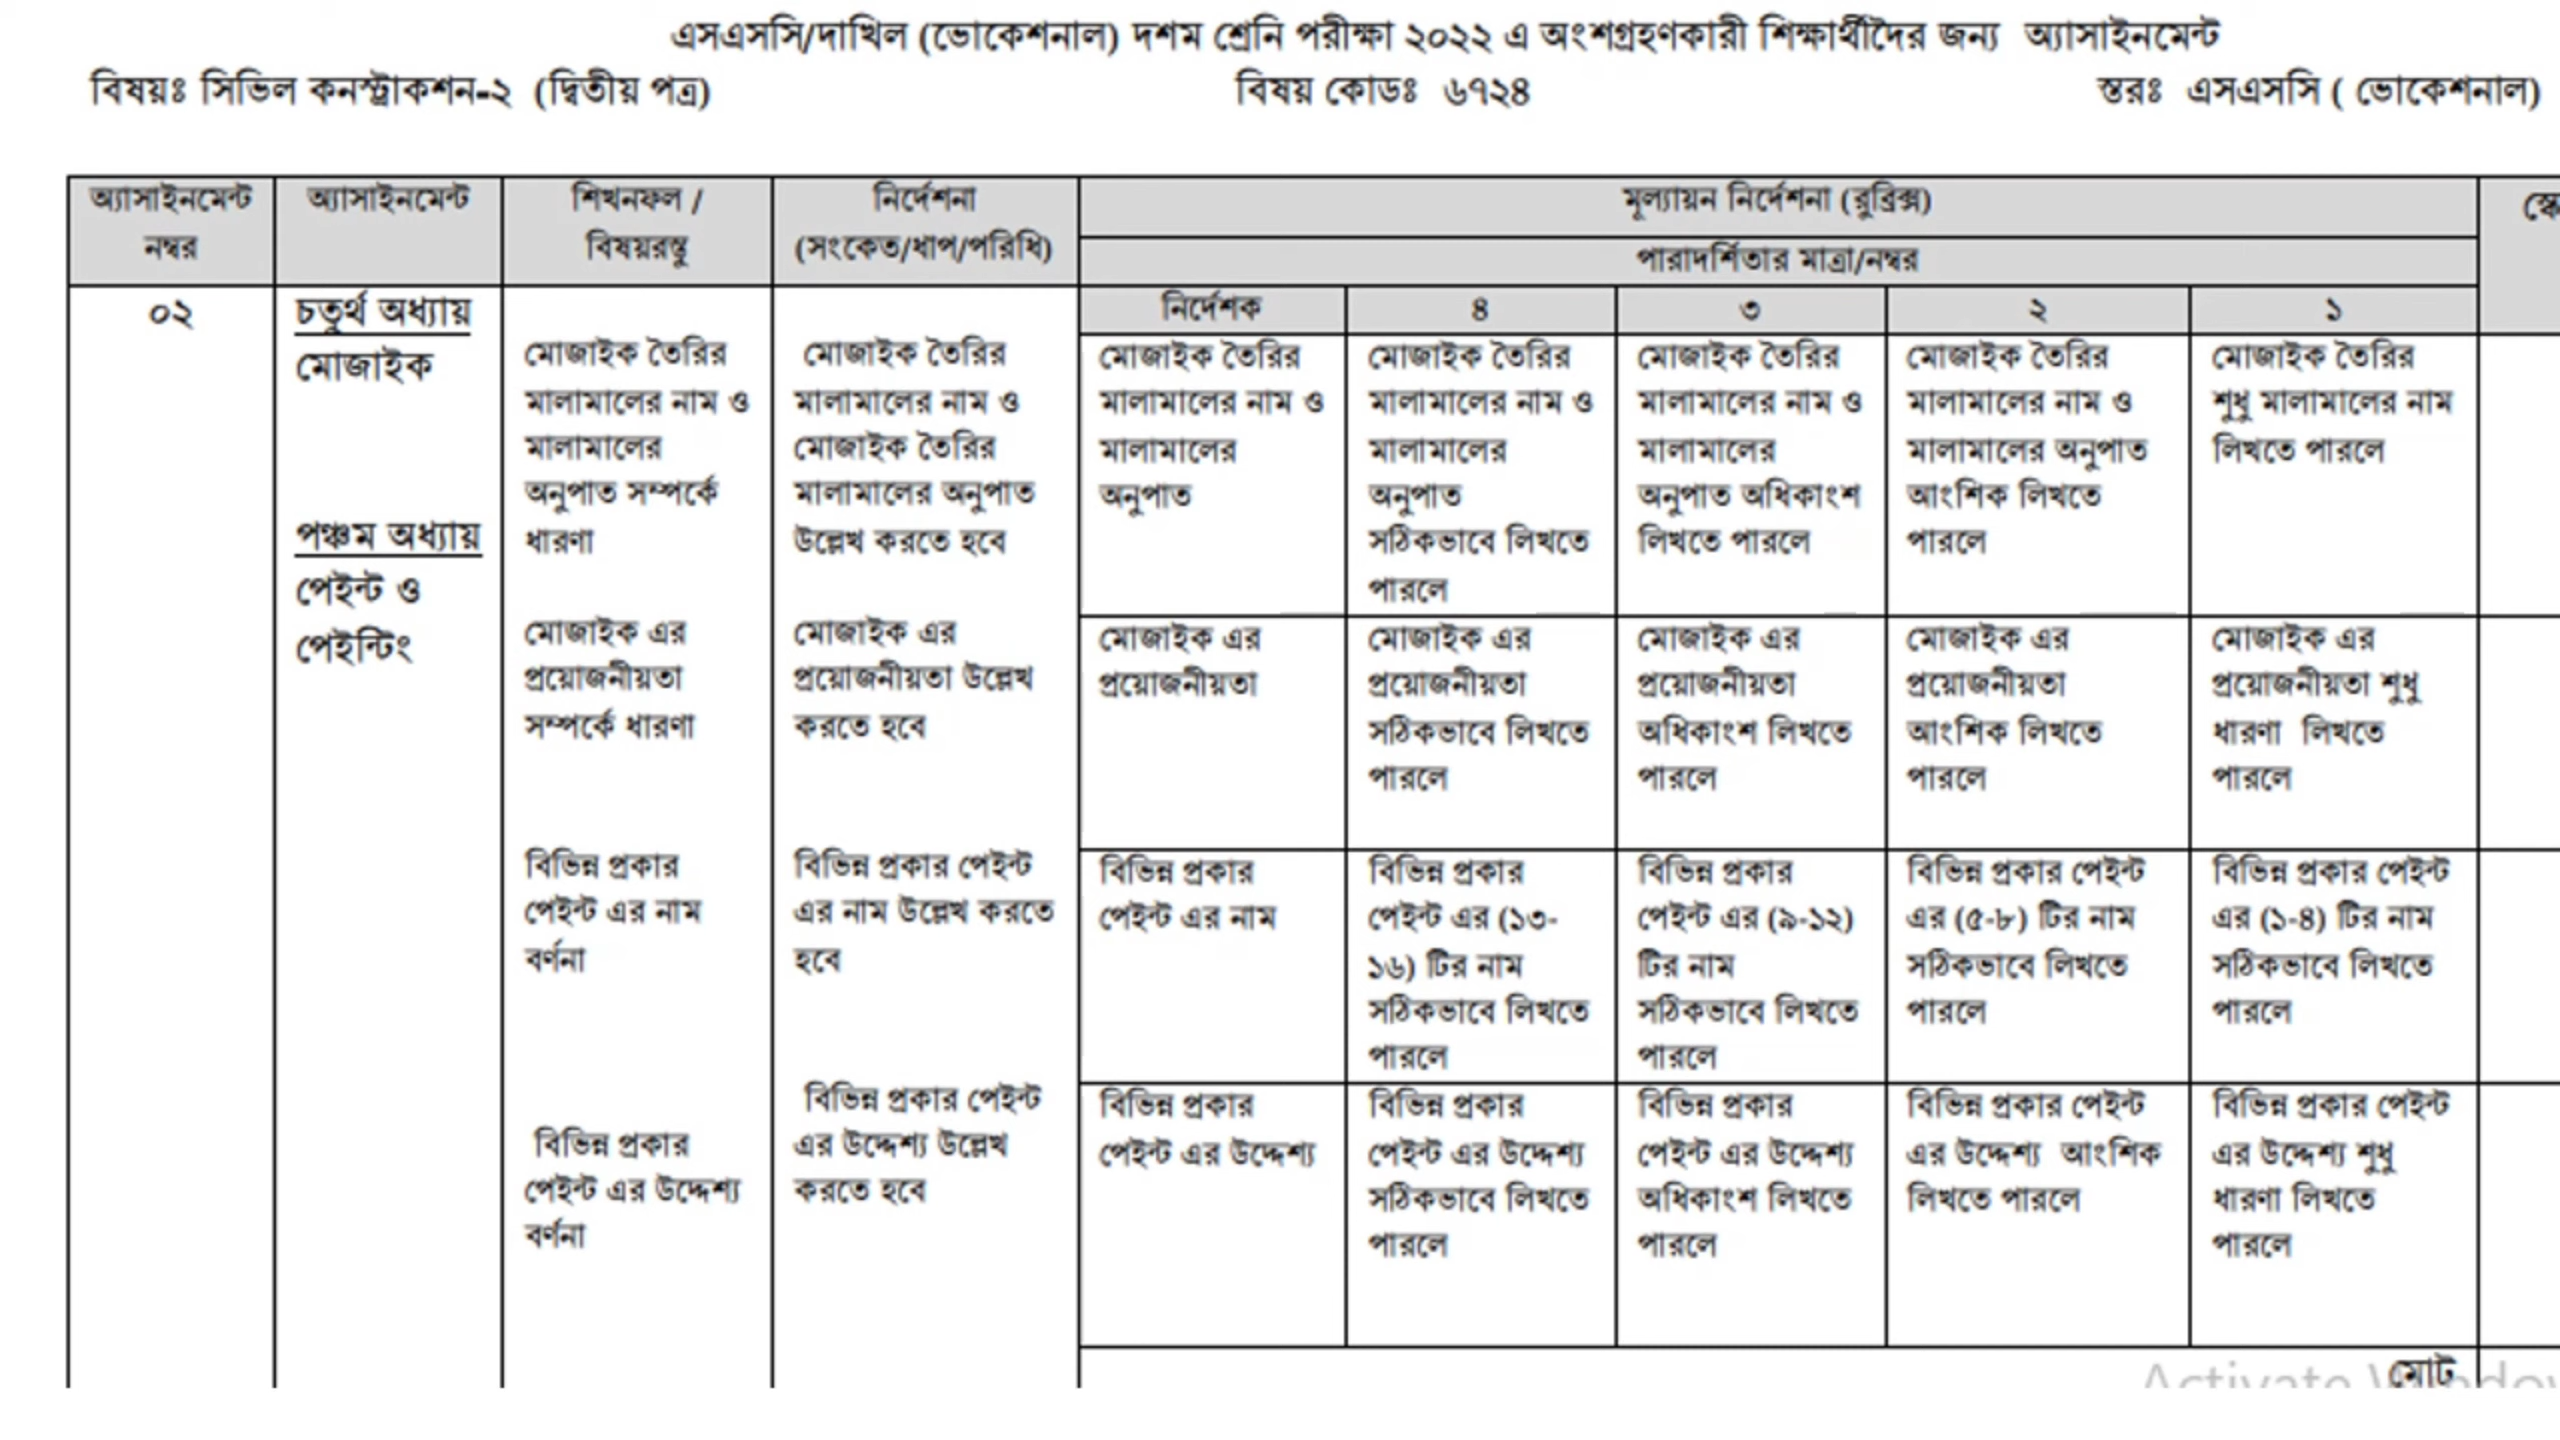 এসএসসি/দাখিল (ভোকেশনাল) দশম শ্রেনি পরীক্ষা ২০২২ এ অংশগ্রহণকারী শিক্ষার্থীদৈর জন্য অ্যাসাইনমেন্ট
বিষয়ঃ সিভিল কনস্ট্রাকশন-২ (দ্বিতীয় পত্র) বিষয় কোডঃ ৬৭২৪ স্তরঃ এসএসসি ( ভোকেশনাল)
অ্যাসাইনমেন্ট
নম্বর
অ্যাসাইনমেন্ট
শিখনফল /
বিষয়রস্তু
নির্দেশনা
(সংকেত/ধাপ/পরিধি)
মূল্যায়ন নির্দেশনা (রুব্রিক্স)
পারাদর্শিতার মাত্রা/নম্বর
নির্দেশক ৪ ৩ ২ ১
০২
চতুর্থ অধ্যায়
মোজাইক
পঞ্চম অধ্যায়
পেইন্ট ও
পেইন্টিং
মোজাইক তৈরির
মালামালের নাম ও
মালামালের
অনুপাত সম্পর্কে
ধারণা
মোজাইক এর
প্রয়োজনীয়তা
সম্পর্কে ধারণা
বিভিন্ন প্রকার
পেইন্ট এর নাম
বর্ণনা
বিভিন্ন প্রকার
পেইন্ট এর উদ্দেশ্য
বর্ণনা
মোজাইক তৈরির
মালামালের নাম ও
মোজাইক তৈরির
মালামালের অনুপাত
উল্লেখ করতে হবে
মোজাইক এর
প্রয়োজনীয়তা উল্লেখ
করতে হবে
বিভিন্ন প্রকার পেইন্ট
এর নাম উল্লেখ করতে
হবে
বিভিন্ন প্রকার পেইন্ট
এর উদ্দেশ্য উল্লেখ
করতে হবে
মোজাইক তৈরির
মালামালের নাম ও
মালামালের
অনুপাত
মোজাইক তৈরির
মালামালের নাম ও
মালামালের
অনুপাত
সঠিকভাবে লিখতে
পারলে
মোজাইক তৈরির
মালামালের নাম ও
মালামালের
অনুপাত অধিকাংশ
লিখতে পারলে
মোজাইক তৈরির
মালামালের নাম ও
মালামালের অনুপাত
আংশিক লিখতে
পারলে
মোজাইক তৈরির
শুধু মালামালের নাম
লিখতে পারলে
মোজাইক এর
প্রয়োজনীয়তা
মোজাইক এর
প্রয়োজনীয়তা
সঠিকভাবে লিখতে
পারলে
মোজাইক এর
প্রয়োজনীয়তা
অধিকাংশ লিখতে
পারলে
মোজাইক এর
প্রয়োজনীয়তা
আংশিক লিখতে
পারলে
মোজাইক এর
প্রয়োজনীয়তা শুধু
ধারণা লিখতে
পারলে
বিভিন্ন প্রকার
পেইন্ট এর নাম
বিভিন্ন প্রকার
পেইন্ট এর (১৩-
১৬) টির নাম
সঠিকভাবে লিখতে
পারলে
বিভিন্ন প্রকার
পেইন্ট এর (৯-১২)
টির নাম
সঠিকভাবে লিখতে
পারলে
বিভিন্ন প্রকার পেইন্ট
এর (৫-৮) টির নাম
সঠিকভাবে লিখতে
পারলে
বিভিন্ন প্রকার পেইন্ট
এর (১-৪) টির নাম
সঠিকভাবে লিখতে
পারলে
বিভিন্ন প্রকার
পেইন্ট এর উদ্দেশ্য
বিভিন্ন প্রকার
পেইন্ট এর উদ্দেশ্য
সঠিকভাবে লিখতে
পারলে
বিভিন্ন প্রকার
পেইন্ট এর উদ্দেশ্য
অধিকাংশ লিখতে
পারলে
বিভিন্ন প্রকার পেইন্ট
এর উদ্দেশ্য আংশিক
লিখতে পারলে
বিভিন্ন প্রকার পেইন্ট
এর উদ্দেশ্য শুধু
ধারণা লিখতে
পারলে
মোট
Activate